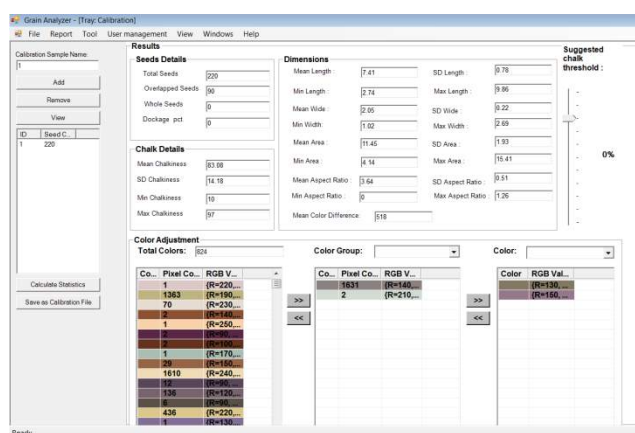 Grain Analyzer - [Tray: Calibration]
File Report Tool User management View Windows Help
Calibration Sample Name:
1
Add
Remove
View
ID Seed C...
1 220
Calculate Statistics
Save as Calibration File
Results
Seeds Details
Total Seeds 220
Overlapped Seeds 90
Whole Seeds 0
Dockage pct 0
Chalk Details
Mean Chalkiness 83.08
SD Chalkiness 14.18
Min Chalkiness 10
Max Chalkiness 97
Dimensions
Mean Length : 7.41 SD Length : 0.78
Min Length : 2.74 Max Length : 9.86
Mean Wide : 2.05 SD Wide : 0.22
Min Width: 1.02 Max Width : 2.69
Mean Area : 11.45 SD Area : 1.93
Min Area : 4.14 Max Area : 15.41
Mean Aspect Ratio : 3.64 SD Aspect Ratio : 0.51
Min Aspect Ratio : 0 Max Aspect Ratio : 1.26
Mean Color Difference: 518
Suggested
chalk
threshold :
0%
Color Adjustment
Total Colors: 824
Co... Pixel Co... RGB V...
1 {R=220,...
1363 {R=190,...
70 {R=230,...
2 {R=140,...
1 {R=250,...
2 {R=90, ...
2 {R=100,...
1 {R=170,...
29 {R=150,...
1610 {R=240,...
12 {R=90, ...
136 {R=120,...
6 {R=90, ...
436 {R=220,...
1 {R=130,...
>>
<<
Color Group:
Co... Pixel Co... RGB V...
1631 {R=140,...
2 {R=210,...
>>
<<
Color:
Color RGB Val...
{R=130, ...
{R=150, ...
Ready